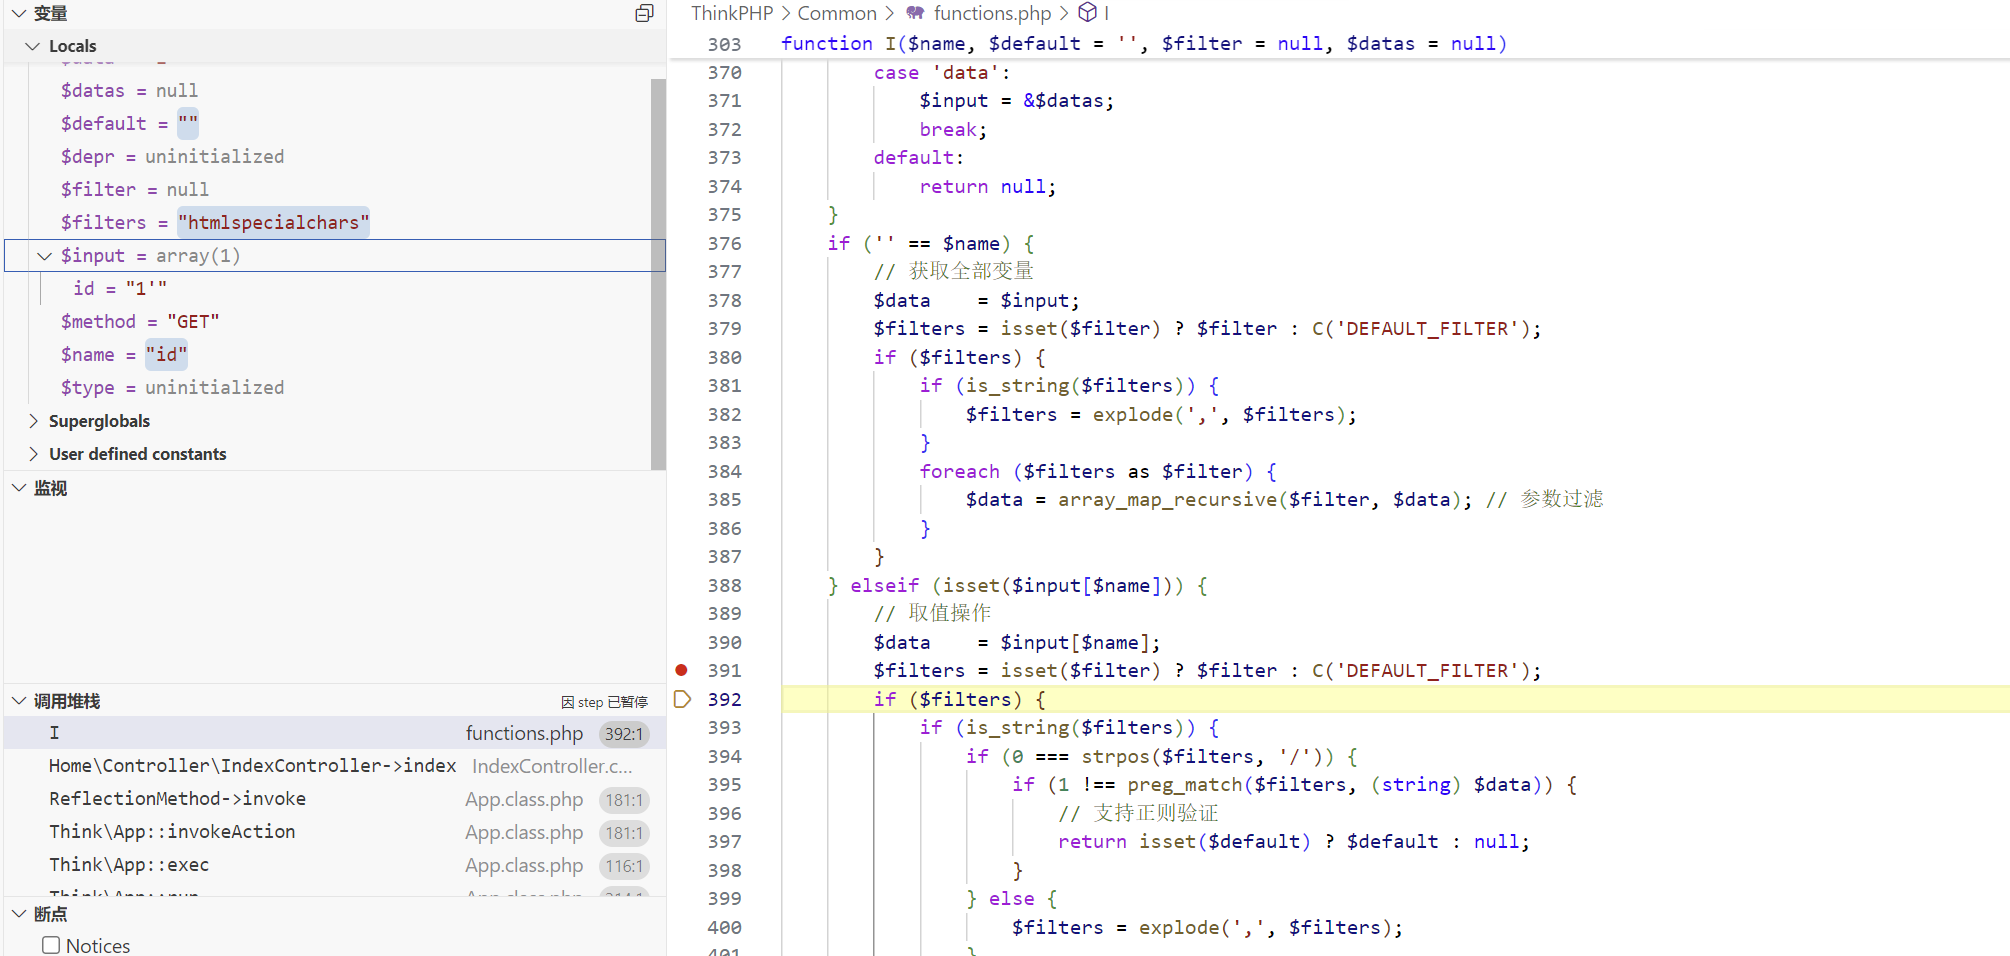 变量
Locals
$datas = null
$default = ""
$depr = uninitialized
$filter = null
$filters = "htmlspecialchars"
$input = array(1)
id = "1'"
$method = "GET"
$name = "id"
$type = uninitialized
Superglobals
User defined constants
监视
调用堆栈 因 step 已暂停
I functions.php 392:1
Home\Controller\IndexController->index IndexController.c...
ReflectionMethod->invoke App.class.php 181:1
Think\App::invokeAction App.class.php 181:1
Think\App::exec App.class.php 116:1
断点
Notices
ThinkPHP > Common > functions.php > I
303 function I($name, $default = '', $filter = null, $datas = null)
370 case 'data':
371 $input = &$datas;
372 break;
373 default:
374 return null;
375 }
376 if ('' == $name) {
377 // 获取全部变量
378 $data    = $input;
379 $filters = isset($filter) ? $filter : C('DEFAULT_FILTER');
380 if ($filters) {
381 if (is_string($filters)) {
382 $filters = explode(',', $filters);
383 }
384 foreach ($filters as $filter) {
385 $data = array_map_recursive($filter, $data); // 参数过滤
386 }
387 }
388 } elseif (isset($input[$name])) {
389 // 取值操作
390 $data    = $input[$name];
391 $filters = isset($filter) ? $filter : C('DEFAULT_FILTER');
392 if ($filters) {
393 if (is_string($filters)) {
394 if (0 === strpos($filters, '/')) {
395 if (1 !== preg_match($filters, (string) $data)) {
396 // 支持正则验证
397 return isset($default) ? $default : null;
398 }
399 } else {
400 $filters = explode(',', $filters);